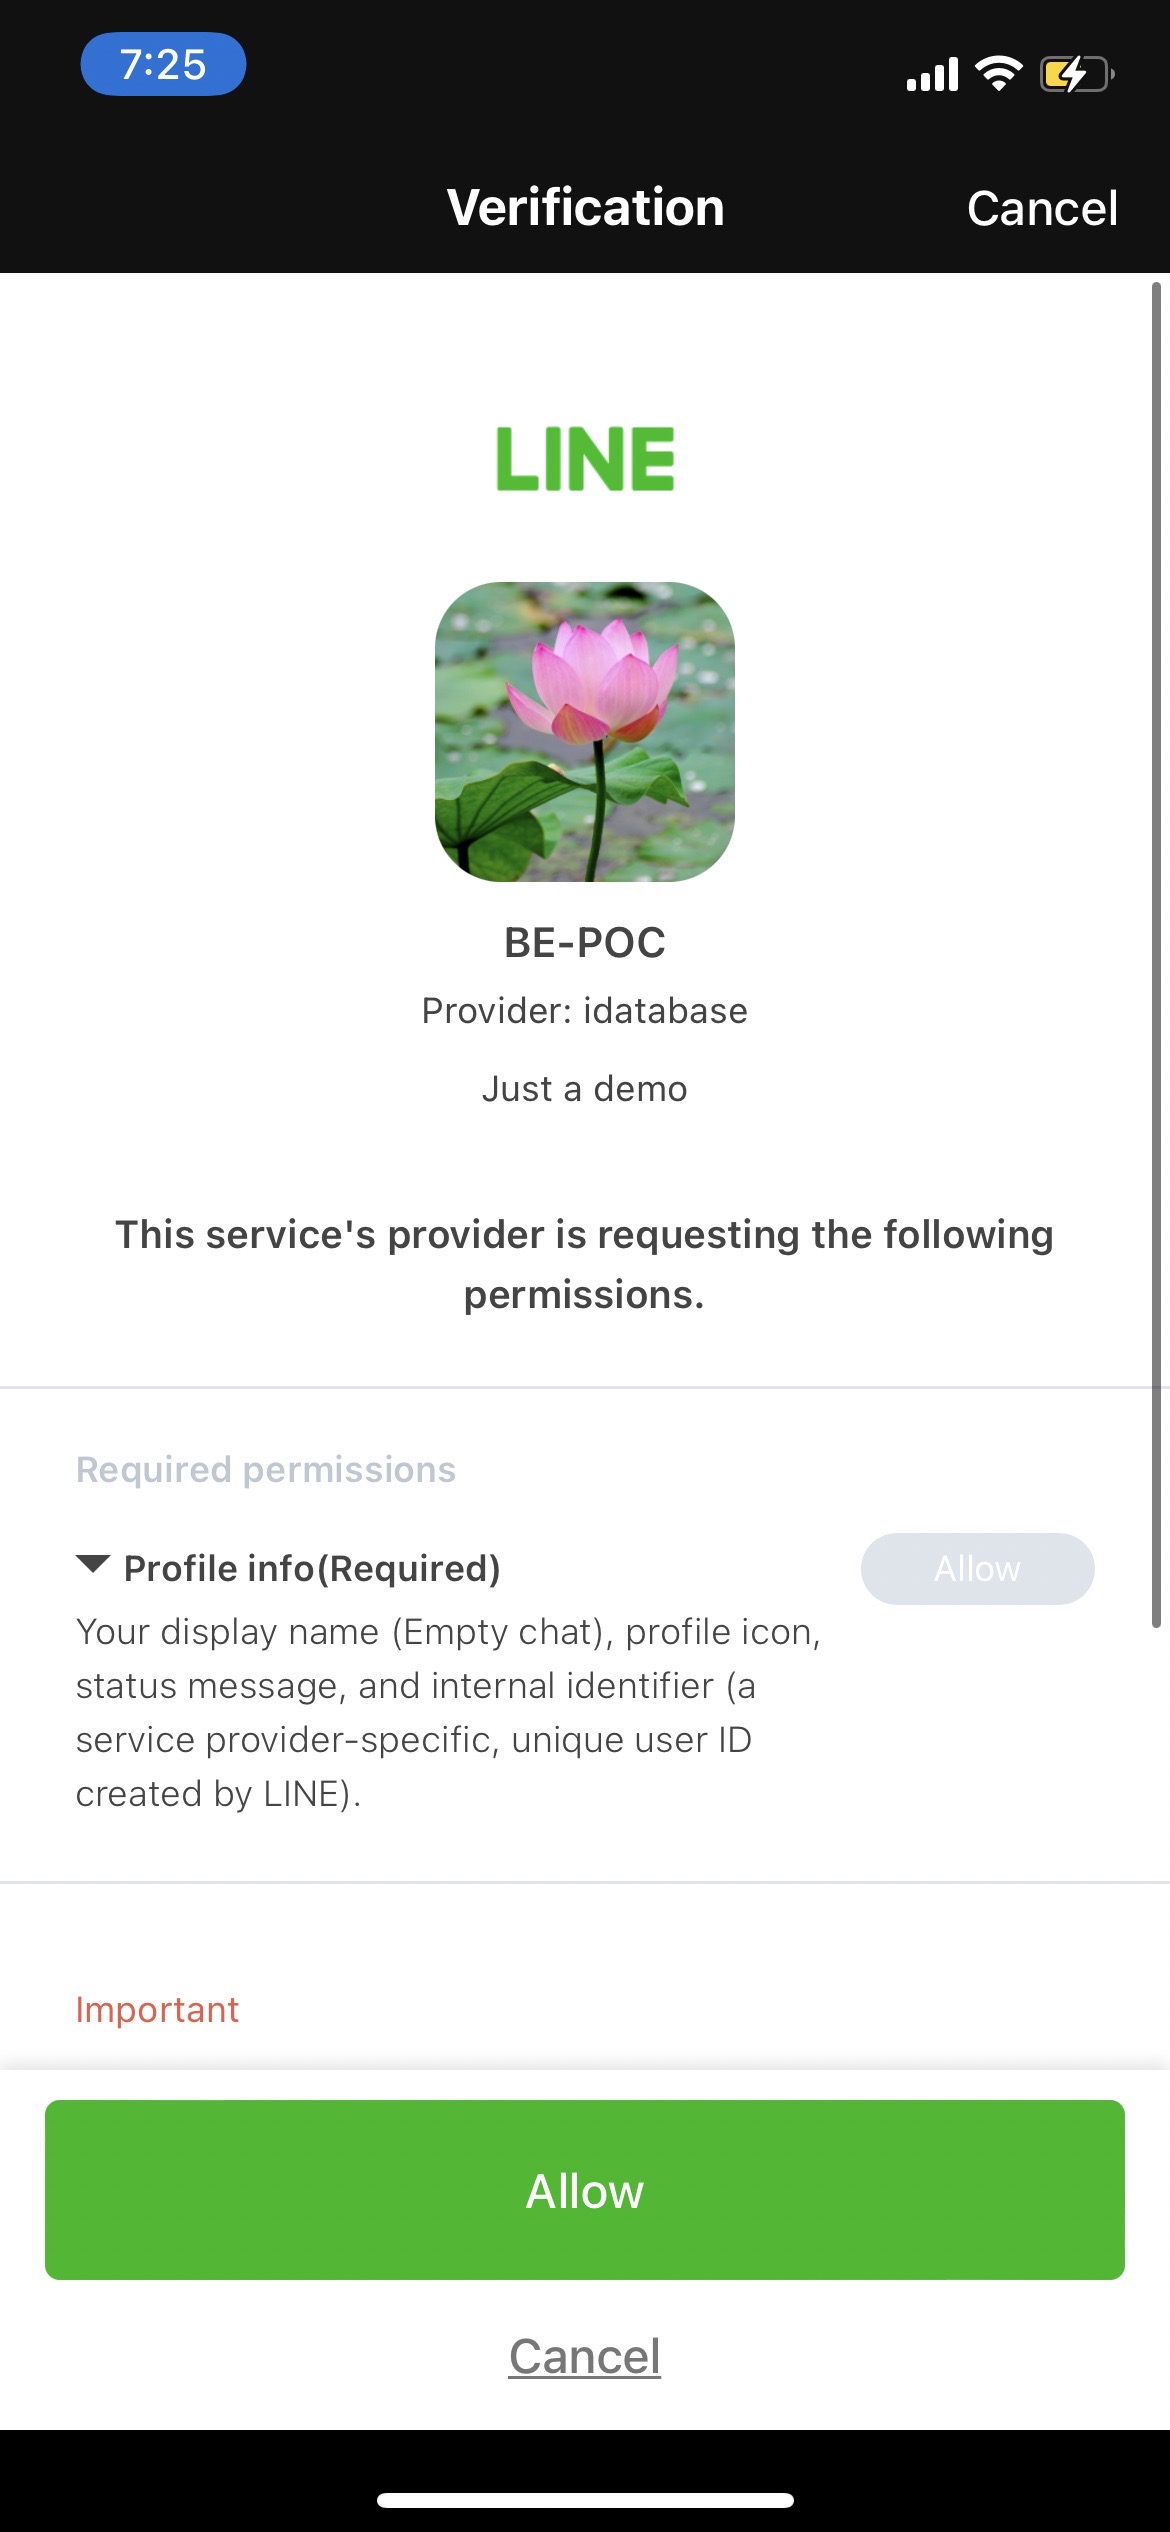 7:25
Verification
Cancel
LINE
BE-POC
Provider: idatabase
Just a demo
This service's provider is requesting the following
permissions.
Required permissions
Profile info(Required)
Allow
Your display name (Empty chat), profile icon,
status message, and internal identifier (a
service provider-specific, unique user ID
created by LINE).
Important
Allow
Cancel